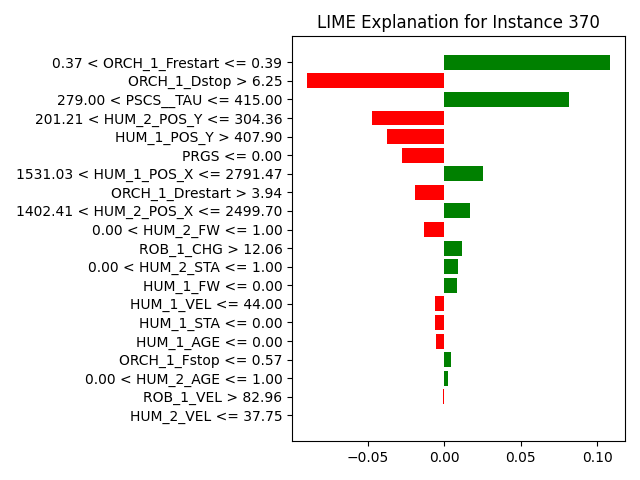 LIME Explanation for Instance 370
0.37 < ORCH_1_Frestart <= 0.39
ORCH_1_Dstop > 6.25
279.00 < PSCS__TAU <= 415.00
201.21 < HUM_2_POS_Y <= 304.36
HUM_1_POS_Y > 407.90
PRGS <= 0.00
1531.03 < HUM_1_POS_X <= 2791.47
ORCH_1_Drestart > 3.94
1402.41 < HUM_2_POS_X <= 2499.70
0.00 < HUM_2_FW <= 1.00
ROB_1_CHG > 12.06
0.00 < HUM_2_STA <= 1.00
HUM_1_FW <= 0.00
HUM_1_VEL <= 44.00
HUM_1_STA <= 0.00
HUM_1_AGE <= 0.00
ORCH_1_Fstop <= 0.57
0.00 < HUM_2_AGE <= 1.00
ROB_1_VEL > 82.96
HUM_2_VEL <= 37.75
−0.05 0.00 0.05 0.10